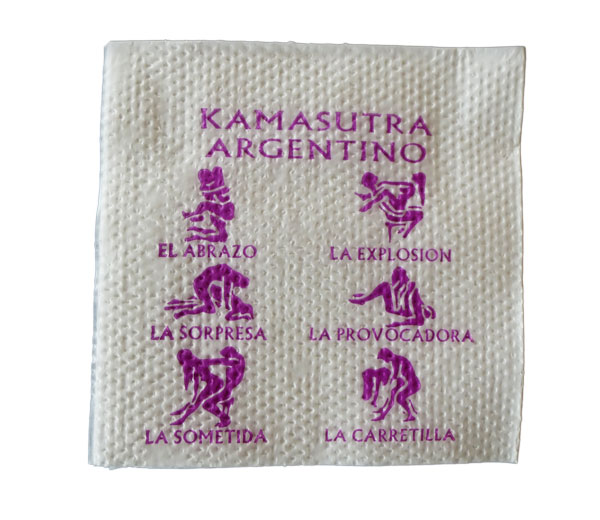 KAMASUTRA
ARGENTINO
EL ABRAZO
LA EXPLOSION
LA SORPRESA
LA PROVOCADORA
LA SOMETIDA
LA CARRETILLA